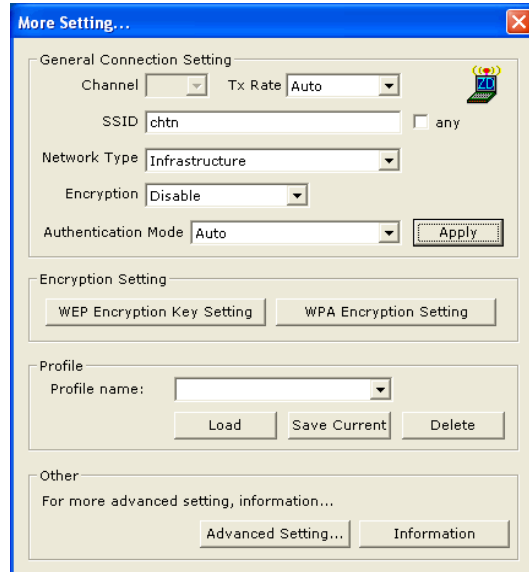 More Setting...
General Connection Setting
Channel Tx Rate Auto
ZD
SSID chtn any
Network Type Infrastructure
Encryption Disable
Authentication Mode Auto Apply
Encryption Setting
WEP Encryption Key Setting WPA Encryption Setting
Profile
Profile name:
Load Save Current Delete
Other
For more advanced setting, information...
Advanced Setting... Information